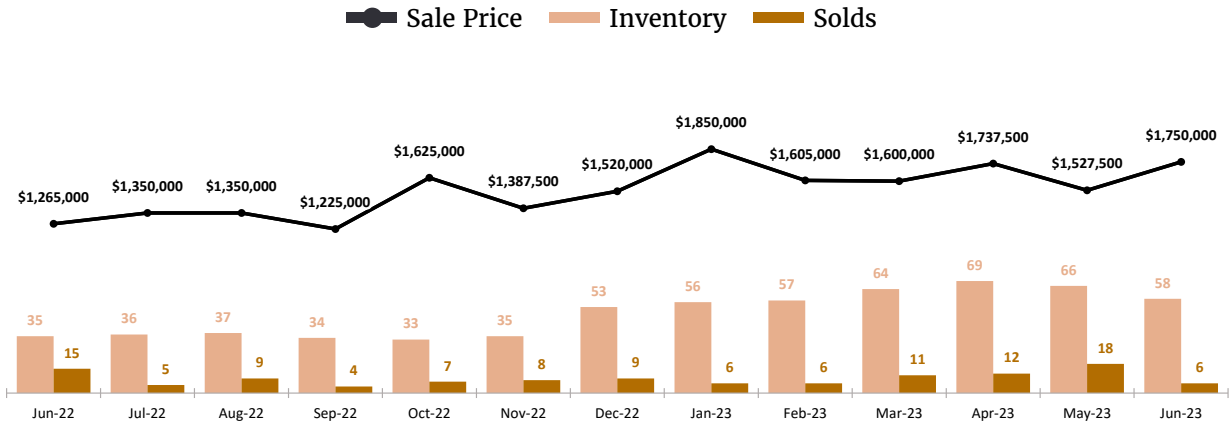 Sale Price Inventory Solds
$1,265,000 $1,350,000 $1,350,000 $1,225,000 $1,625,000 $1,387,500 $1,520,000 $1,850,000 $1,605,000 $1,600,000 $1,737,500 $1,527,500 $1,750,000
35 36 37 34 33 35 53 56 57 64 69 66 58
15 5 9 4 7 8 9 6 6 11 12 18 6
Jun-22 Jul-22 Aug-22 Sep-22 Oct-22 Nov-22 Dec-22 Jan-23 Feb-23 Mar-23 Apr-23 May-23 Jun-23